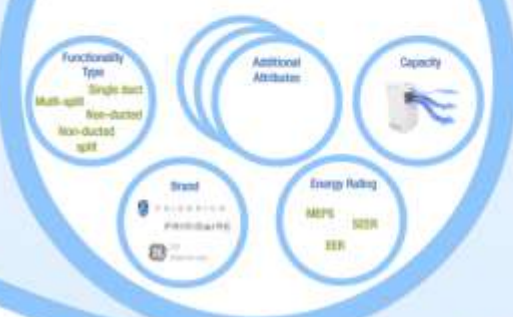 Functionality
Type
Single duct
Multi-split
Non-ducted
Non-ducted
split
Additional
Attributes
Capacity
Brand
FRIEDRICH
FRIGIDAIRE
Energy Rating
MEPS
SEER
EER